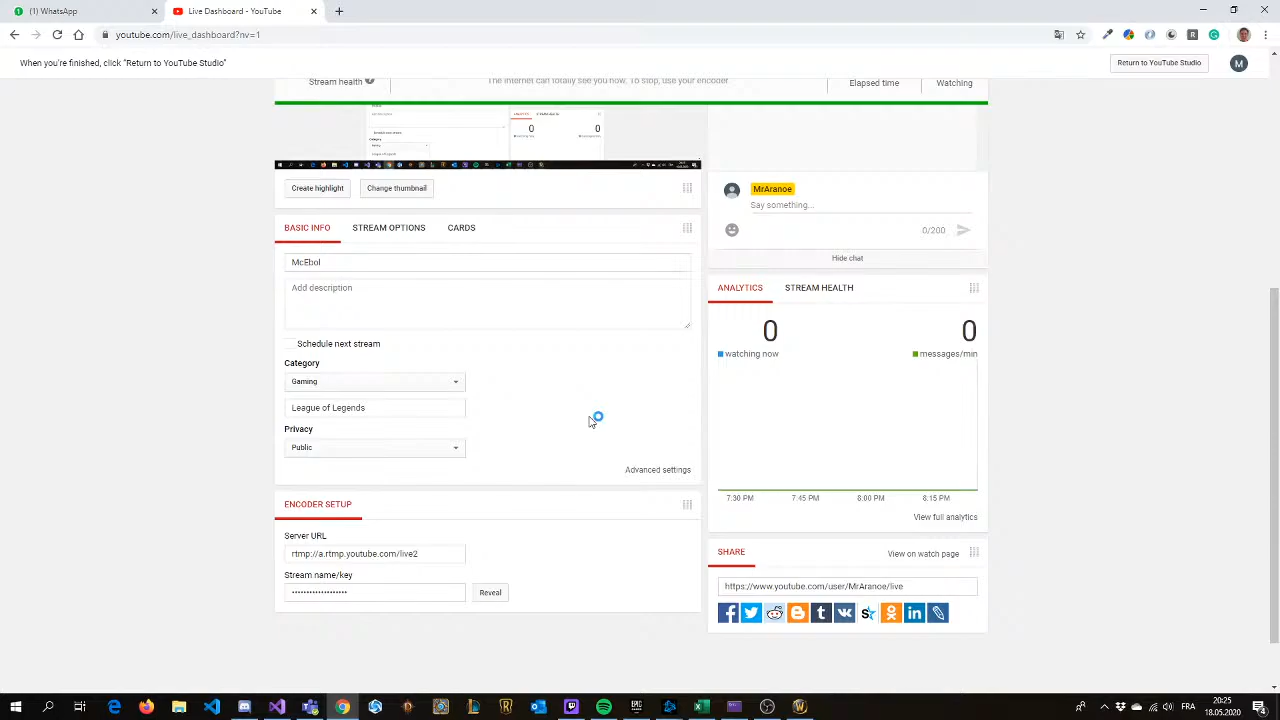 (1) WhatsApp
Live Dashboard - YouTube
youtube.com/live_dashboard?nv=1
When you're finished, click "Return to YouTube Studio"
Return to YouTube Studio
M
Stream health
The internet can totally see you now. To stop, use your encoder.
Elapsed time
Watching
ANALYTICS
0
0
Create highlight
Change thumbnail
MrAranoe
Say something...
0/200
Hide chat
BASIC INFO
STREAM OPTIONS
CARDS
McEbol
Add description
Schedule next stream
Category
Gaming
League of Legends
Privacy
Public
Advanced settings
ANALYTICS
STREAM HEALTH
0
0
watching now
messages/min
7:30 PM
7:45 PM
8:00 PM
8:15 PM
View full analytics
ENCODER SETUP
Server URL
rtmp://a.rtmp.youtube.com/live2
Stream name/key
••••••••••••••••••
Reveal
SHARE
View on watch page
https://www.youtube.com/user/MrAranoe/live
FRA
20:25
18.05.2020